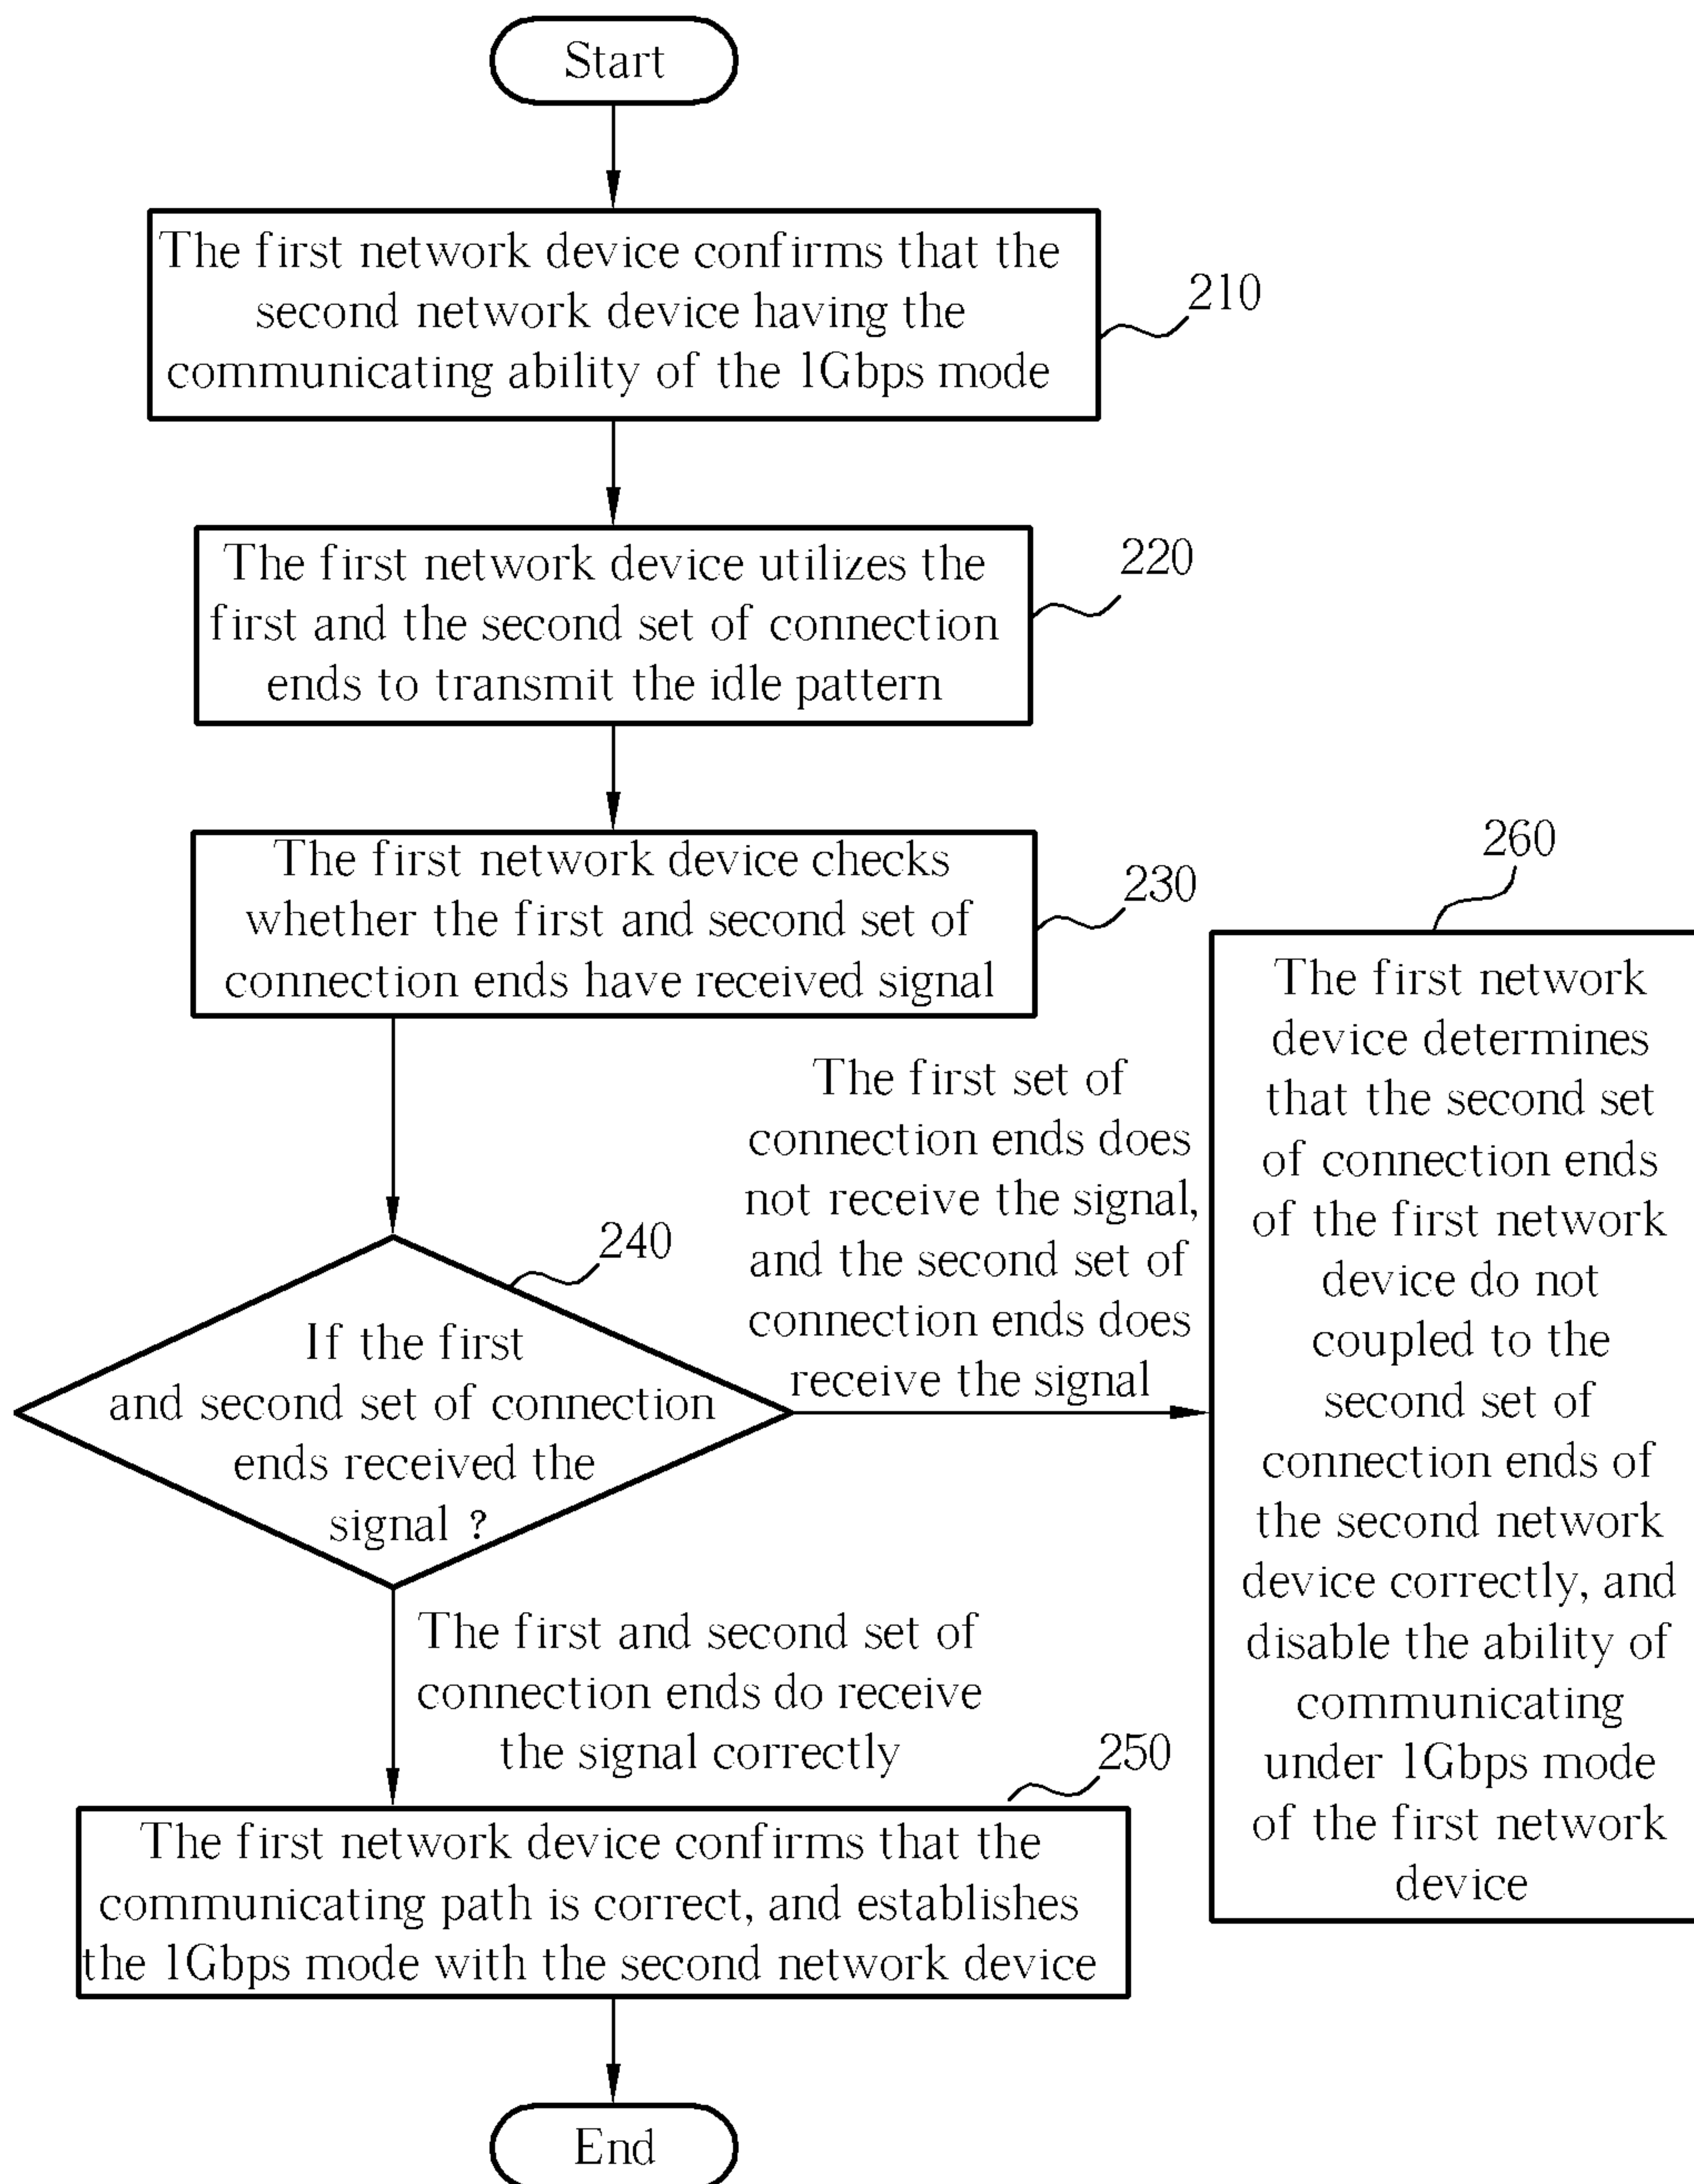 Start
The first network device confirms that the
second network device having the
communicating ability of the 1Gbps mode
210
The first network device utilizes the
first and the second set of connection
ends to transmit the idle pattern
220
The first network device checks
whether the first and second set of
connection ends have received signal
230
If the first
and second set of connection
ends received the
signal ?
240
The first set of
connection ends does
not receive the signal,
and the second set of
connection ends does
receive the signal
260
The first network
device determines
that the second set
of connection ends
of the first network
device do not
coupled to the
second set of
connection ends of
the second network
device correctly, and
disable the ability of
communicating
under 1Gbps mode
of the first network
device
The first and second set of
connection ends do receive
the signal correctly
250
The first network device confirms that the
communicating path is correct, and establishes
the 1Gbps mode with the second network device
End